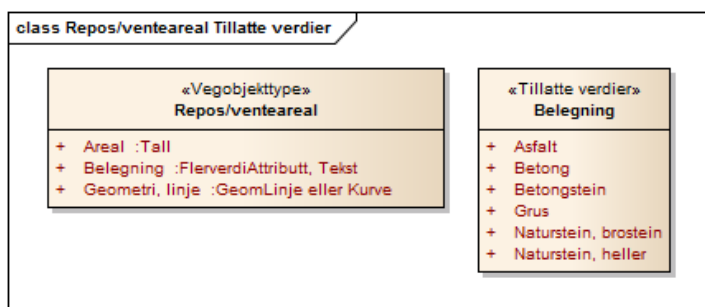 class Repos/venteareal Tillatte verdier
«Vegobjekttype»
Repos/venteareal
+ Areal :Tall
+ Belegning :FlerverdiAttributt, Tekst
+ Geometri, linje :GeomLinje eller Kurve
«Tillatte verdier»
Belegning
+ Asfalt
+ Betong
+ Betongstein
+ Grus
+ Naturstein, brostein
+ Naturstein, heller